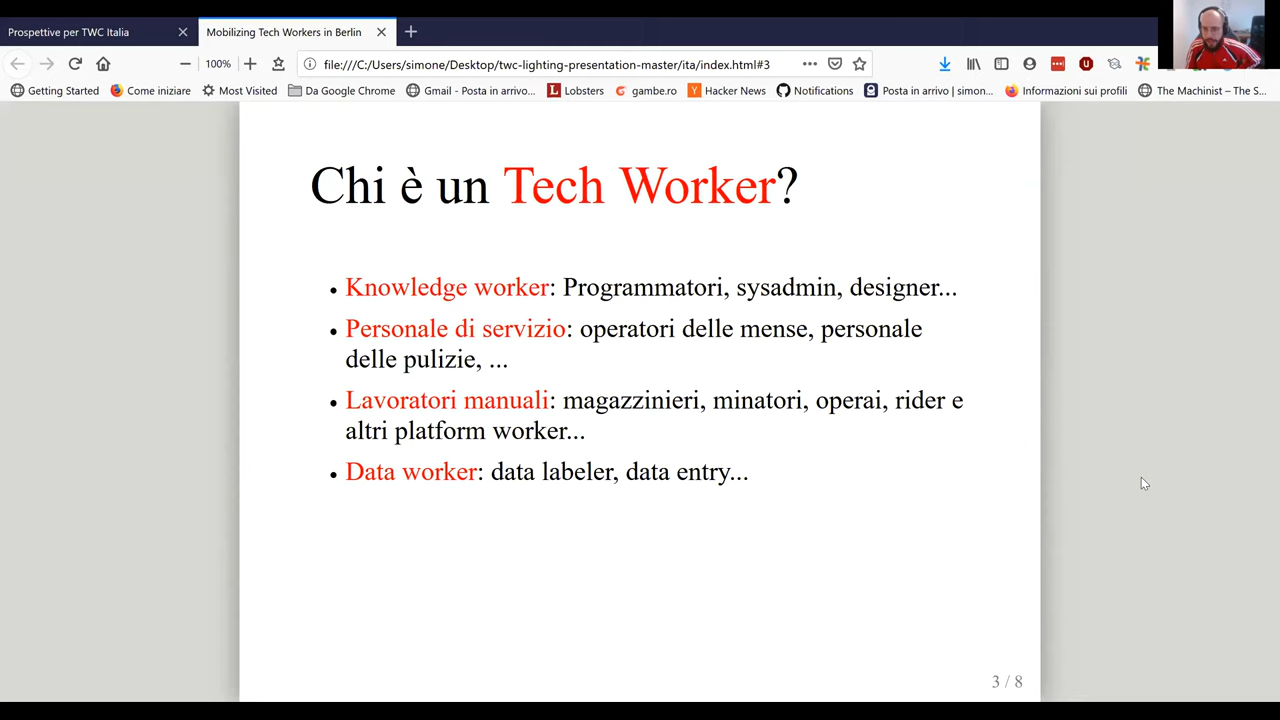 Prospettive per TWC Italia
Mobilizing Tech Workers in Berlin
100%
file:///C:/Users/simone/Desktop/twc-lighting-presentation-master/ita/index.html#3
Getting Started
Come iniziare
Most Visited
Da Google Chrome
Gmail - Posta in arrivo...
Lobsters
gambe.ro
Hacker News
Notifications
Posta in arrivo | simon...
Informazioni sui profili
The Machinist – The S...
Chi è un Tech Worker?
Knowledge worker: Programmatori, sysadmin, designer...
Personale di servizio: operatori delle mense, personale
delle pulizie, ...
Lavoratori manuali: magazzinieri, minatori, operai, rider e
altri platform worker...
Data worker: data labeler, data entry...
3 / 8